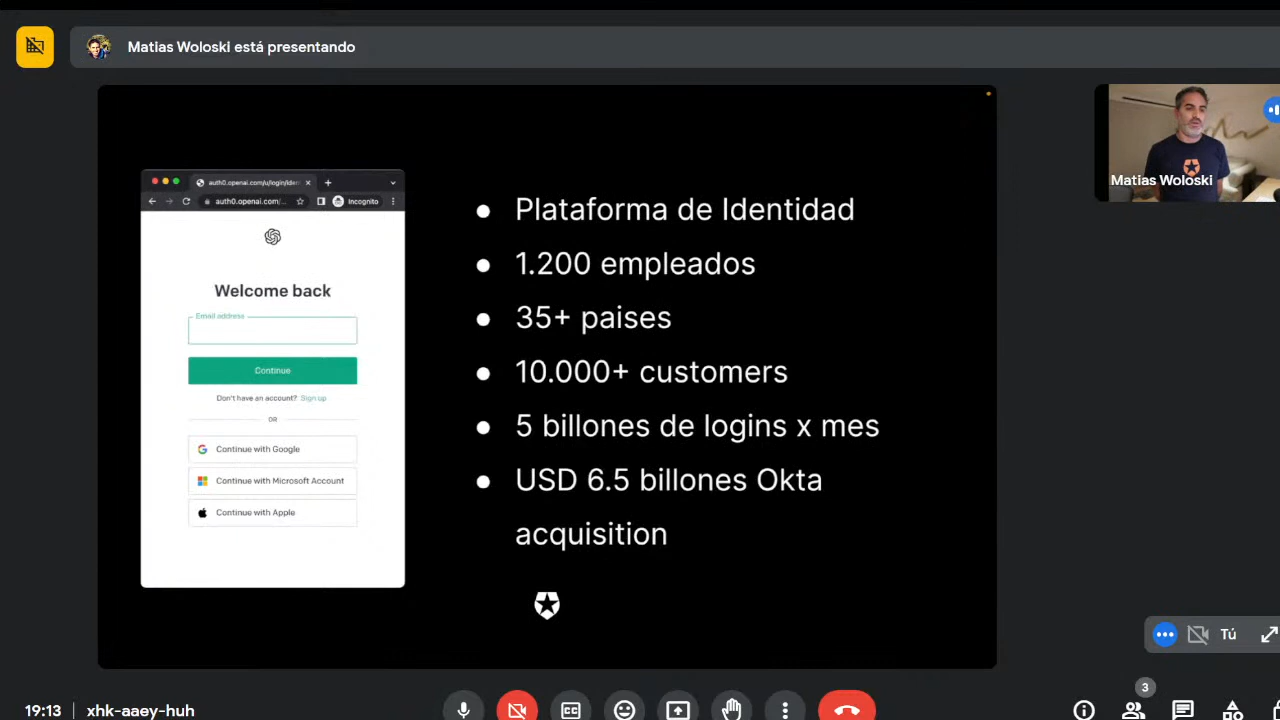 Matias Woloski está presentando
auth0.openai.com/u/login/iden
auth0.openai.com/...
Incognito
Welcome back
Email address
Continue
Don't have an account? Sign up
OR
Continue with Google
Continue with Microsoft Account
Continue with Apple
Plataforma de Identidad
1.200 empleados
35+ paises
10.000+ customers
5 billones de logins x mes
USD 6.5 billones Okta
acquisition
Matias Woloski
Tú
19:13
xhk-aaey-huh
3